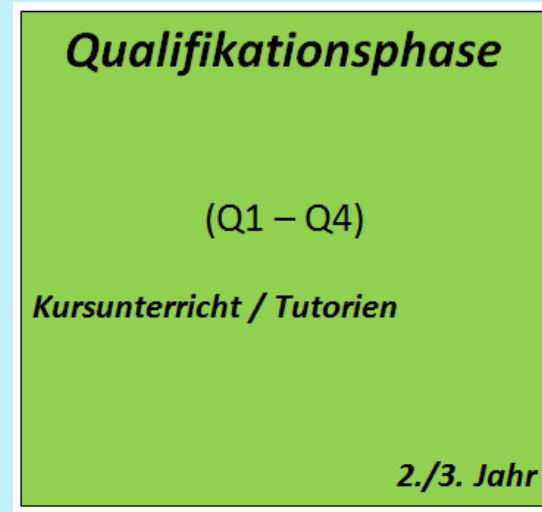 Qualifikationsphase
(Q1 – Q4)
Kursunterricht / Tutorien
2./3. Jahr